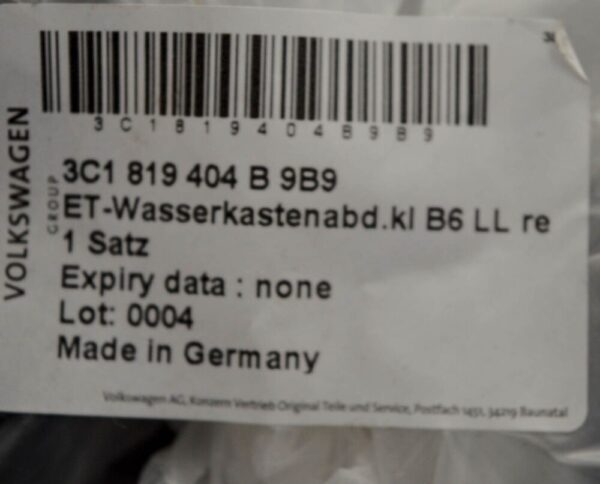 VOLKSWAGEN
GROUP
3C1819404B9B9
3C1 819 404 B 9B9
ET-Wasserkastenabd.kl B6 LL re
1 Satz
Expiry data : none
Lot: 0004
Made in Germany
Volkswagen AG, Konzern Vertrieb Original Teile und Service, Postfach 1451, 34219 Baunatal